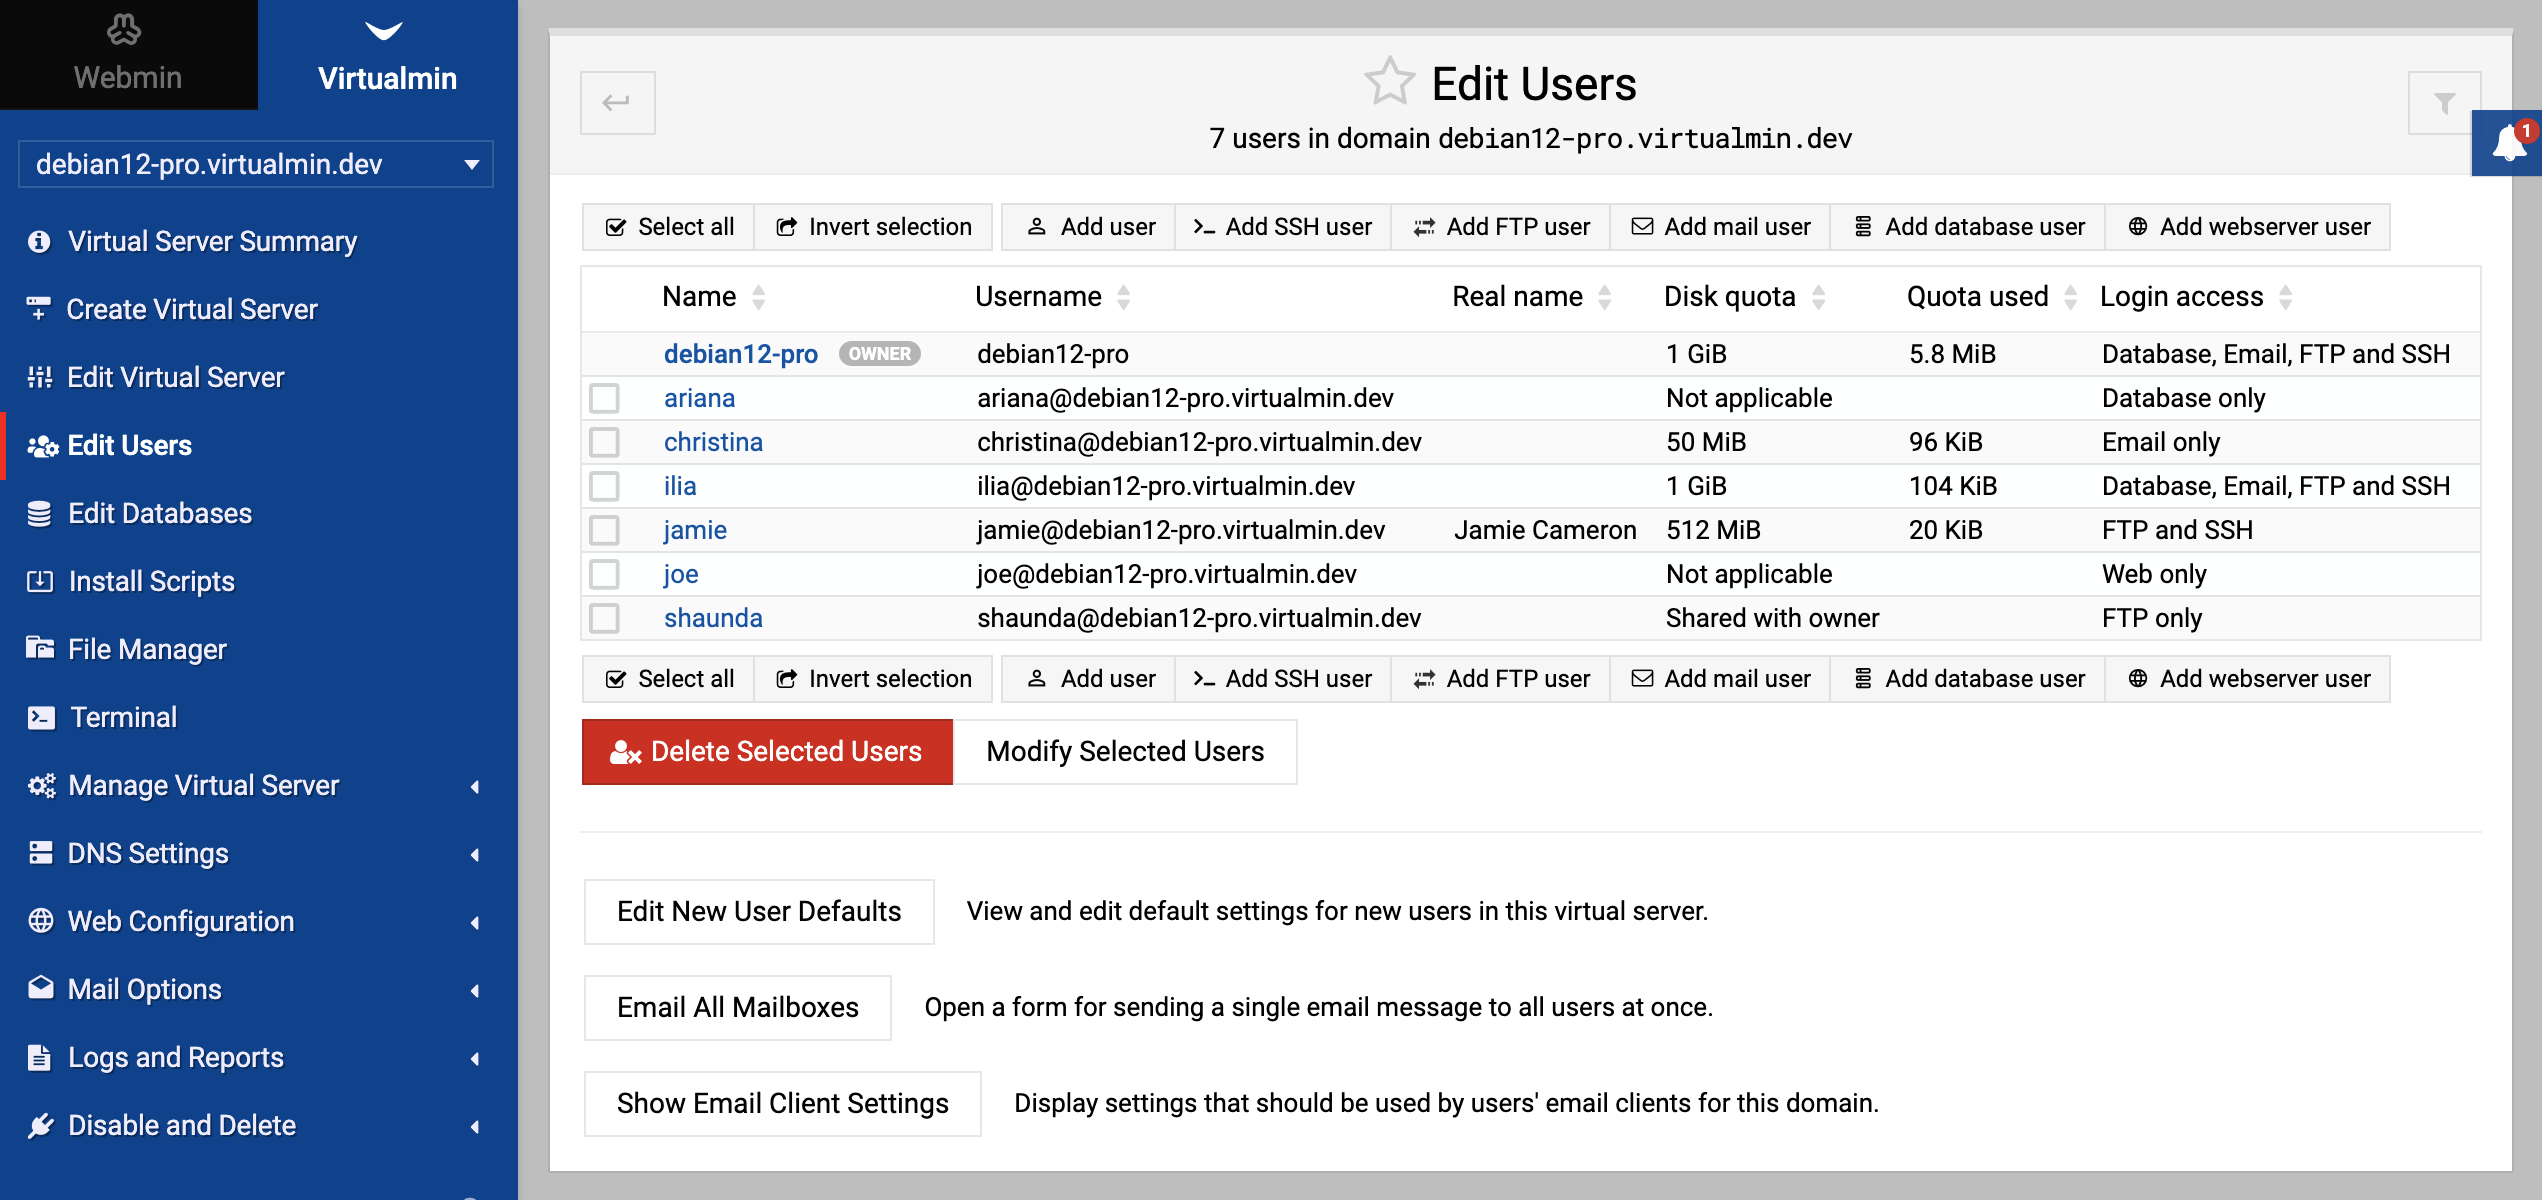 Webmin
Virtualmin
debian12-pro.virtualmin.dev
Virtual Server Summary
Create Virtual Server
Edit Virtual Server
Edit Users
Edit Databases
Install Scripts
File Manager
Terminal
Manage Virtual Server
DNS Settings
Web Configuration
Mail Options
Logs and Reports
Disable and Delete
Edit Users
7 users in domain debian12-pro.virtualmin.dev
1
Select all Invert selection Add user Add SSH user Add FTP user Add mail user Add database user Add webserver user
Name Username Real name Disk quota Quota used Login access
debian12-pro OWNER debian12-pro 1 GiB 5.8 MiB Database, Email, FTP and SSH
ariana ariana@debian12-pro.virtualmin.dev Not applicable Database only
christina christina@debian12-pro.virtualmin.dev 50 MiB 96 KiB Email only
ilia ilia@debian12-pro.virtualmin.dev 1 GiB 104 KiB Database, Email, FTP and SSH
jamie jamie@debian12-pro.virtualmin.dev Jamie Cameron 512 MiB 20 KiB FTP and SSH
joe joe@debian12-pro.virtualmin.dev Not applicable Web only
shaunda shaunda@debian12-pro.virtualmin.dev Shared with owner FTP only
Select all Invert selection Add user Add SSH user Add FTP user Add mail user Add database user Add webserver user
Delete Selected Users Modify Selected Users
Edit New User Defaults View and edit default settings for new users in this virtual server.
Email All Mailboxes Open a form for sending a single email message to all users at once.
Show Email Client Settings Display settings that should be used by users' email clients for this domain.